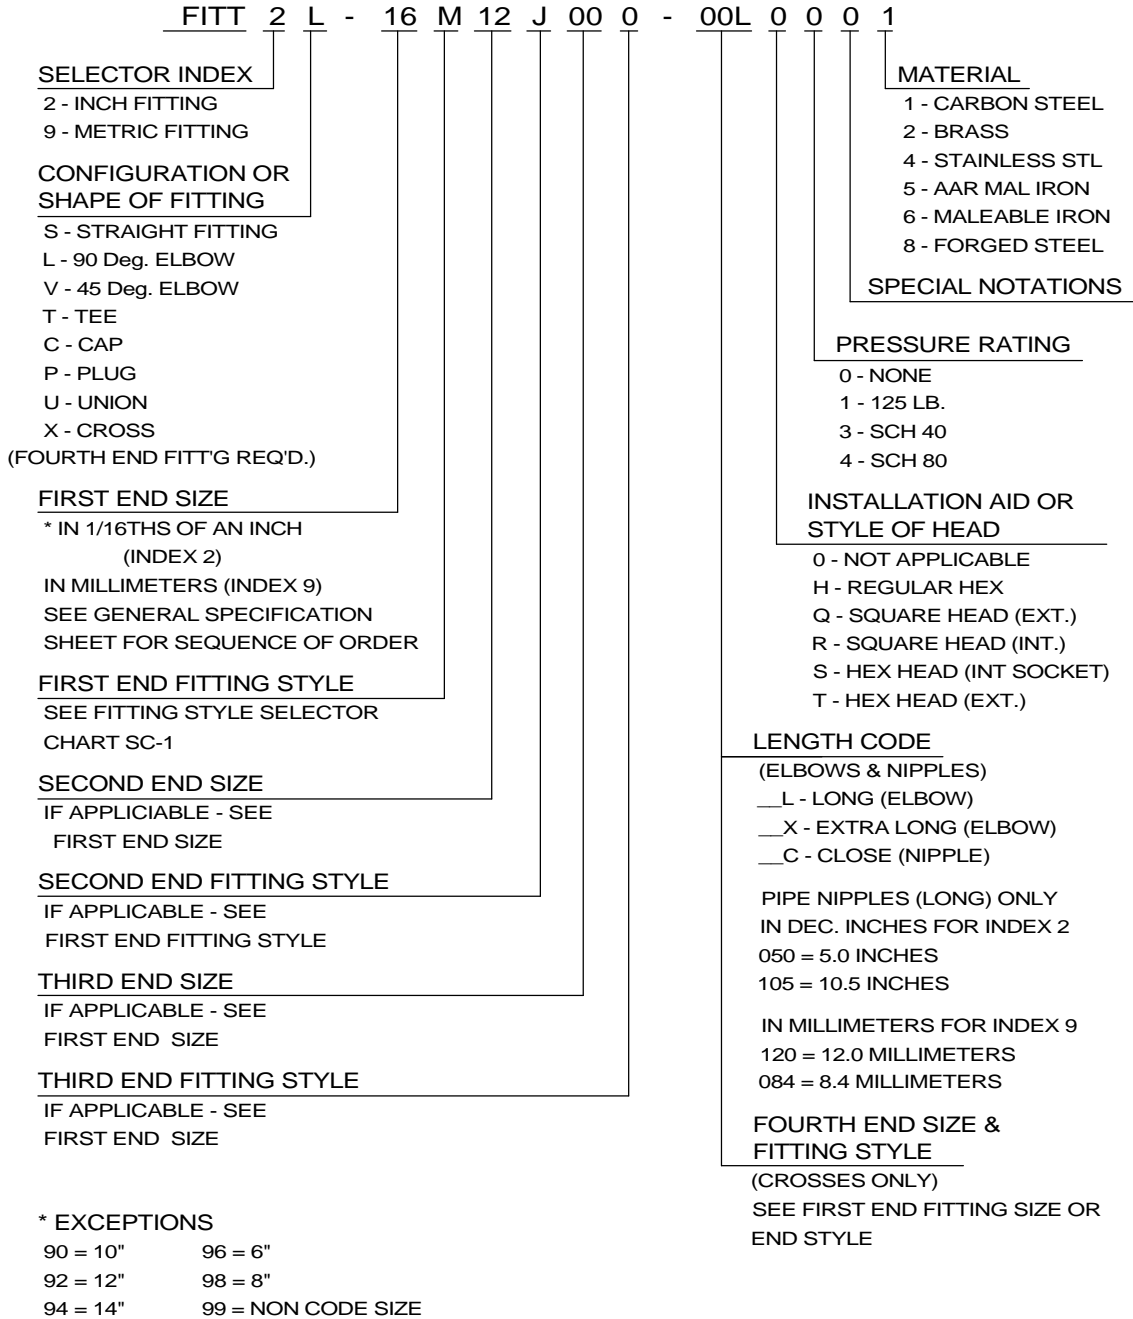 FITT 2 L - 16 M 12 J 00 0 - 00L 0 0 0 1
SELECTOR INDEX
2 - INCH FITTING
9 - METRIC FITTING
CONFIGURATION OR
SHAPE OF FITTING
S - STRAIGHT FITTING
L - 90 Deg. ELBOW
V - 45 Deg. ELBOW
T - TEE
C - CAP
P - PLUG
U - UNION
X - CROSS
(FOURTH END FITT'G REQ'D.)
FIRST END SIZE
* IN 1/16THS OF AN INCH
(INDEX 2)
IN MILLIMETERS (INDEX 9)
SEE GENERAL SPECIFICATION
SHEET FOR SEQUENCE OF ORDER
FIRST END FITTING STYLE
SEE FITTING STYLE SELECTOR
CHART SC-1
SECOND END SIZE
IF APPLICIABLE - SEE
FIRST END SIZE
SECOND END FITTING STYLE
IF APPLICABLE - SEE
FIRST END FITTING STYLE
THIRD END SIZE
IF APPLICABLE - SEE
FIRST END SIZE
THIRD END FITTING STYLE
IF APPLICABLE - SEE
FIRST END SIZE
* EXCEPTIONS
90 = 10" 96 = 6"
92 = 12" 98 = 8"
94 = 14" 99 = NON CODE SIZE
MATERIAL
1 - CARBON STEEL
2 - BRASS
4 - STAINLESS STL
5 - AAR MAL IRON
6 - MALEABLE IRON
8 - FORGED STEEL
SPECIAL NOTATIONS
PRESSURE RATING
0 - NONE
1 - 125 LB.
3 - SCH 40
4 - SCH 80
INSTALLATION AID OR
STYLE OF HEAD
0 - NOT APPLICABLE
H - REGULAR HEX
Q - SQUARE HEAD (EXT.)
R - SQUARE HEAD (INT.)
S - HEX HEAD (INT SOCKET)
T - HEX HEAD (EXT.)
LENGTH CODE
(ELBOWS & NIPPLES)
__L - LONG (ELBOW)
__X - EXTRA LONG (ELBOW)
__C - CLOSE (NIPPLE)
PIPE NIPPLES (LONG) ONLY
IN DEC. INCHES FOR INDEX 2
050 = 5.0 INCHES
105 = 10.5 INCHES
IN MILLIMETERS FOR INDEX 9
120 = 12.0 MILLIMETERS
084 = 8.4 MILLIMETERS
FOURTH END SIZE &
FITTING STYLE
(CROSSES ONLY)
SEE FIRST END FITTING SIZE OR
END STYLE